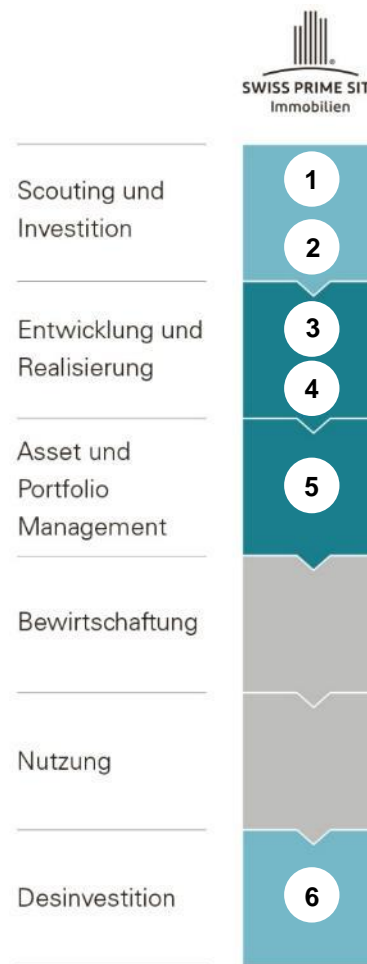 SWISS PRIME SIT
Immobilien
Scouting und
Investition
1
2
Entwicklung und
Realisierung
3
4
Asset und
Portfolio
Management
5
Bewirtschaftung
Nutzung
Desinvestition
6